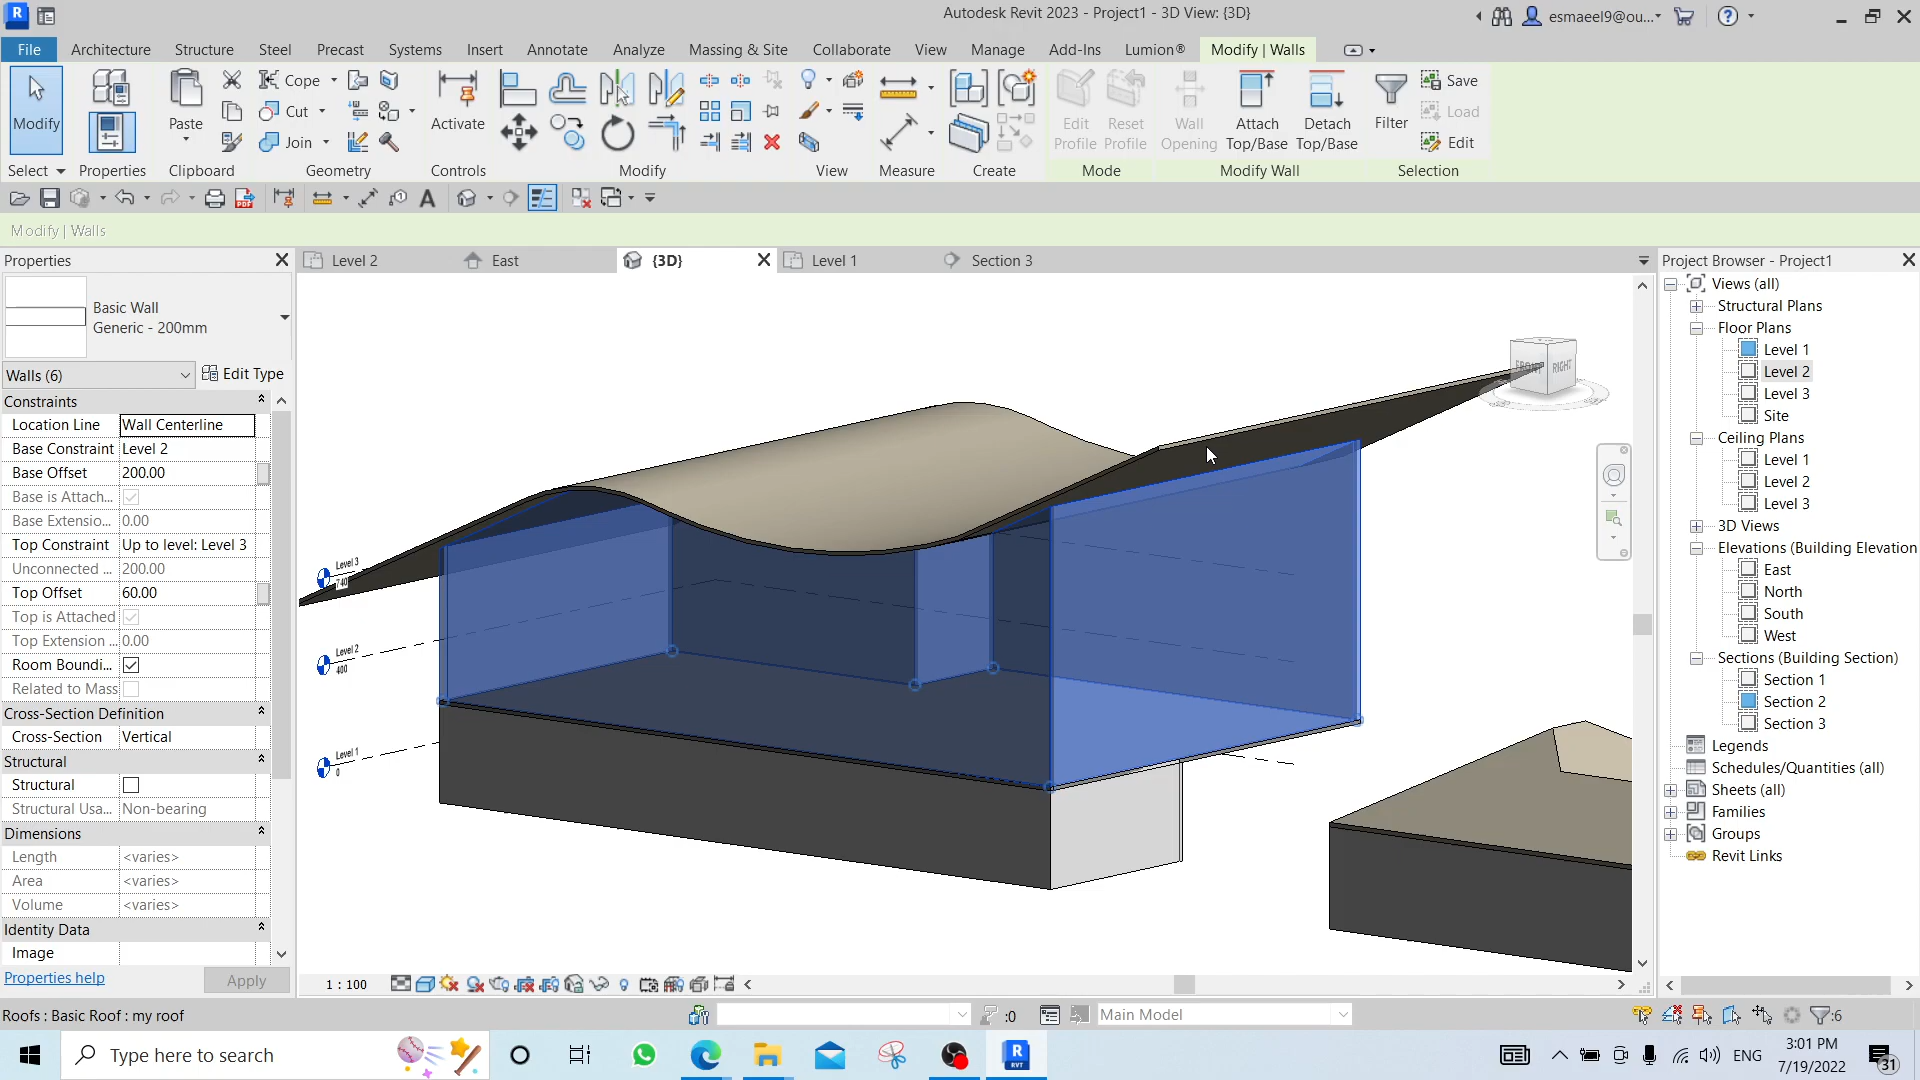 Autodesk Revit 2023 - Project1 - 3D View: {3D}
esmaeel9@ou...
File
Architecture
Structure
Steel
Precast
Systems
Insert
Annotate
Analyze
Massing & Site
Collaborate
View
Manage
Add-Ins
Lumion®
Modify | Walls
Modify
Paste
Cope
Cut
Join
Activate
Edit Profile
Reset Profile
Wall Opening
Attach Top/Base
Detach Top/Base
Filter
Save
Load
Edit
Select
Properties
Clipboard
Geometry
Controls
Modify
View
Measure
Create
Mode
Modify Wall
Selection
Modify | Walls
Properties
Basic Wall
Generic - 200mm
Walls (6)
Edit Type
Constraints
Location Line Wall Centerline
Base Constraint Level 2
Base Offset 200.00
Base is Attach...
Base Extensio... 0.00
Top Constraint Up to level: Level 3
Unconnected ... 200.00
Top Offset 60.00
Top is Attached
Top Extension ... 0.00
Room Boundi...
Related to Mass
Cross-Section Definition
Cross-Section Vertical
Structural
Structural
Structural Usa... Non-bearing
Dimensions
Length <varies>
Area <varies>
Volume <varies>
Identity Data
Image
Properties help
Apply
Level 2
East
{3D}
Level 1
Section 3
FRONT
RIGHT
Level 3
740
Level 2
400
Level 1
0
1 : 100
Project Browser - Project1
Views (all)
Structural Plans
Floor Plans
Level 1
Level 2
Level 3
Site
Ceiling Plans
Level 1
Level 2
Level 3
3D Views
Elevations (Building Elevation
East
North
South
West
Sections (Building Section)
Section 1
Section 2
Section 3
Legends
Schedules/Quantities (all)
Sheets (all)
Families
Groups
Revit Links
Roofs : Basic Roof : my roof
:0
Main Model
:6
Type here to search
ENG
3:01 PM
7/19/2022
31